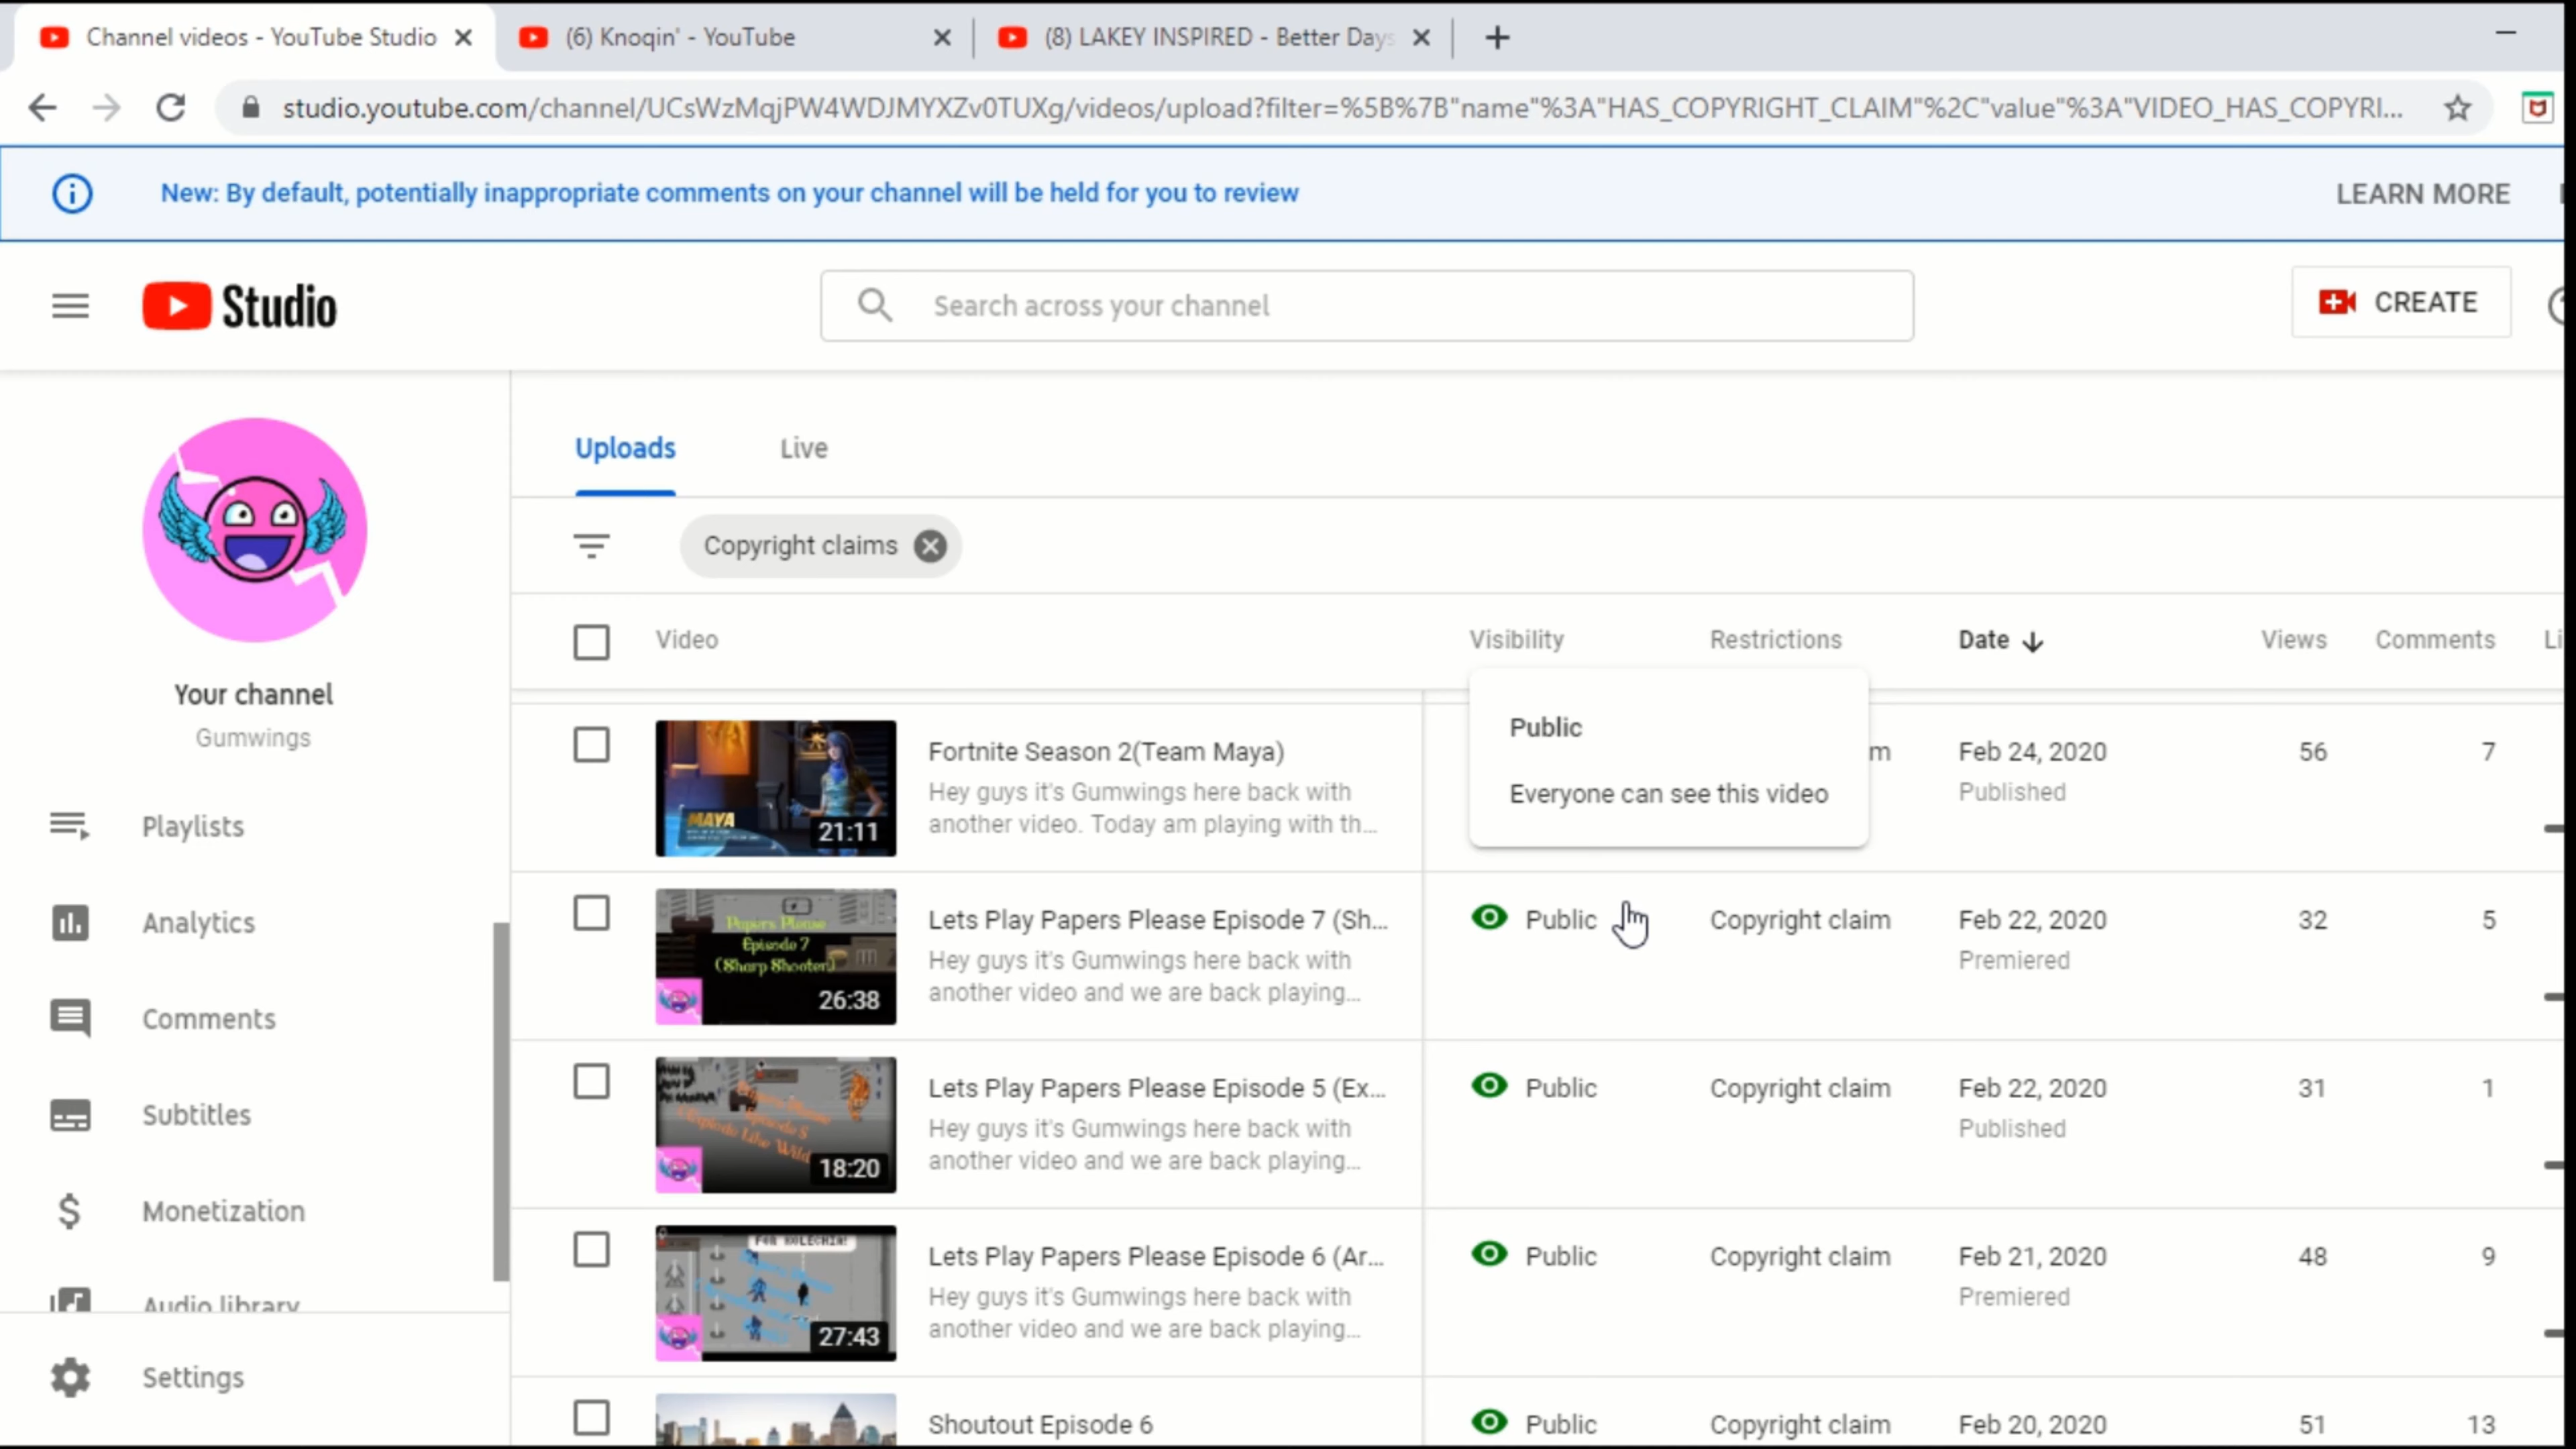 Channel videos - YouTube Studio
(6) Knoqin' - YouTube
(8) LAKEY INSPIRED - Better Days
studio.youtube.com/channel/UCsWzMqjPW4WDJMYXZv0TUXg/videos/upload?filter=%5B%7B"name"%3A"HAS_COPYRIGHT_CLAIM"%2C"value"%3A"VIDEO_HAS_COPYRI...
New: By default, potentially inappropriate comments on your channel will be held for you to review
LEARN MORE
Studio
Search across your channel
CREATE
Your channel
Gumwings
Playlists
Analytics
Comments
Subtitles
Monetization
Audio library
Settings
Uploads
Live
Copyright claims
Video
Visibility
Restrictions
Date
Views
Comments
Li
Public
Everyone can see this video
MAYA
21:11
Fortnite Season 2(Team Maya)
Hey guys it's Gumwings here back with
another video. Today am playing with th...
m
Feb 24, 2020
Published
56
7
Papers Please
Episode 7
(Sharp Shooter)
26:38
Lets Play Papers Please Episode 7 (Sh...
Hey guys it's Gumwings here back with
another video and we are back playing...
Public
Copyright claim
Feb 22, 2020
Premiered
32
5
Papers Please
Episode 5
18:20
Lets Play Papers Please Episode 5 (Ex...
Hey guys it's Gumwings here back with
another video and we are back playing...
Public
Copyright claim
Feb 22, 2020
Published
31
1
FOR KOLECHIA!
27:43
Lets Play Papers Please Episode 6 (Ar...
Hey guys it's Gumwings here back with
another video and we are back playing...
Public
Copyright claim
Feb 21, 2020
Premiered
48
9
Shoutout Episode 6
Public
Copyright claim
Feb 20, 2020
51
13